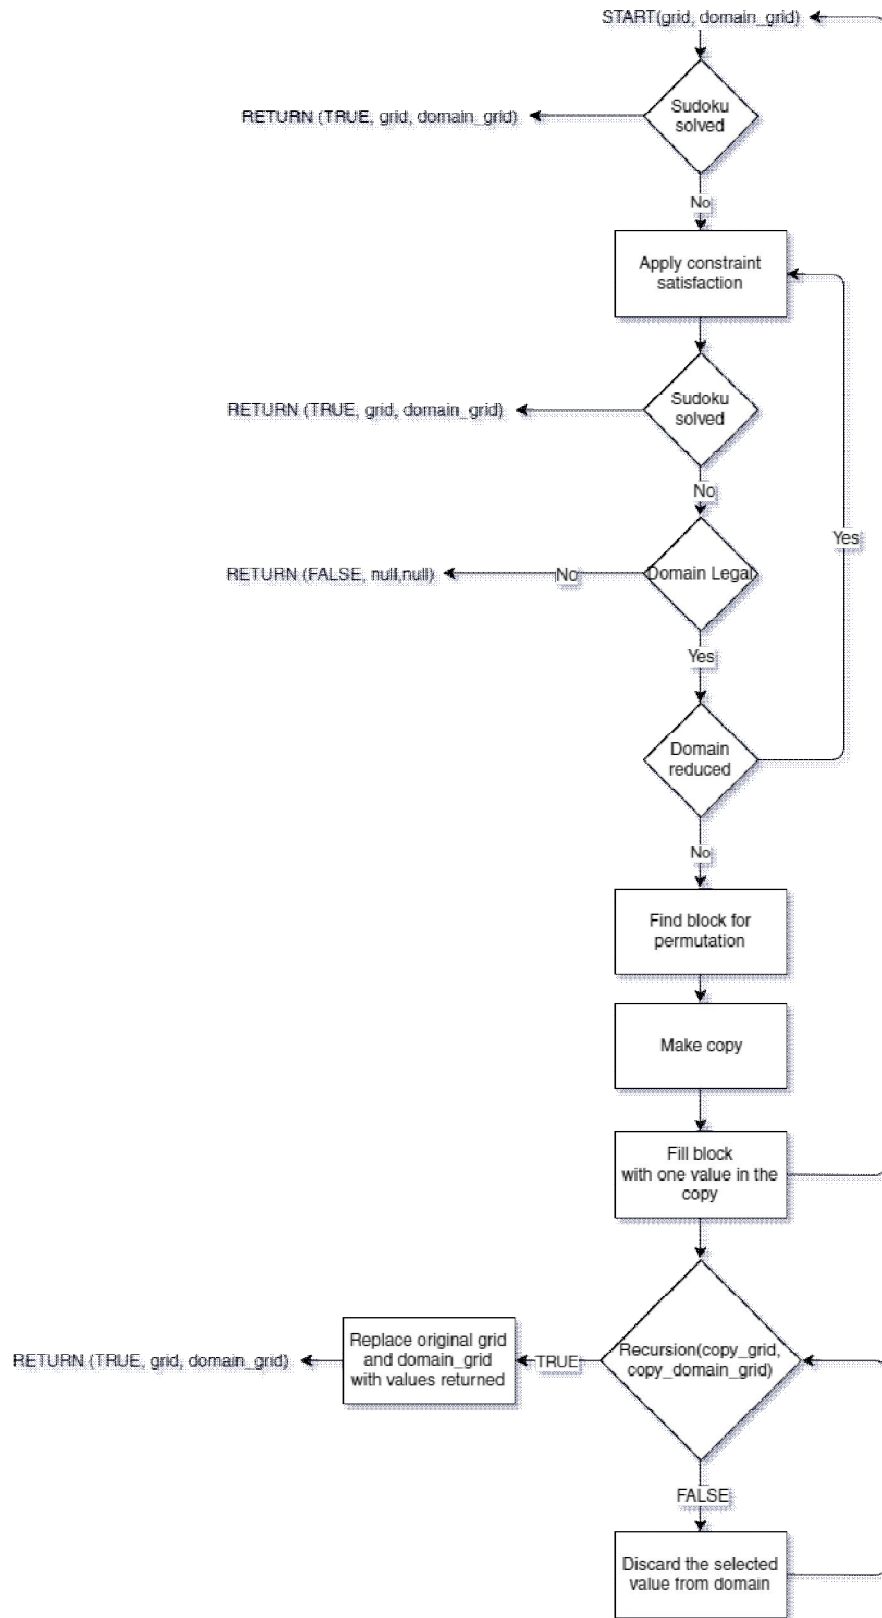 START(grid, domain_grid)
Sudoku
solved
RETURN (TRUE, grid, domain_grid)
No
Apply constraint
satisfaction
Sudoku
solved
RETURN (TRUE, grid, domain_grid)
No
Yes
Domain Legal
No
RETURN (FALSE, null,null)
Yes
Domain
reduced
No
Find block for
permutation
Make copy
Fill block
with one value in the
copy
Recursion(copy_grid,
copy_domain_grid)
TRUE
Replace original grid
and domain_grid
with values returned
RETURN (TRUE, grid, domain_grid)
FALSE
Discard the selected
value from domain